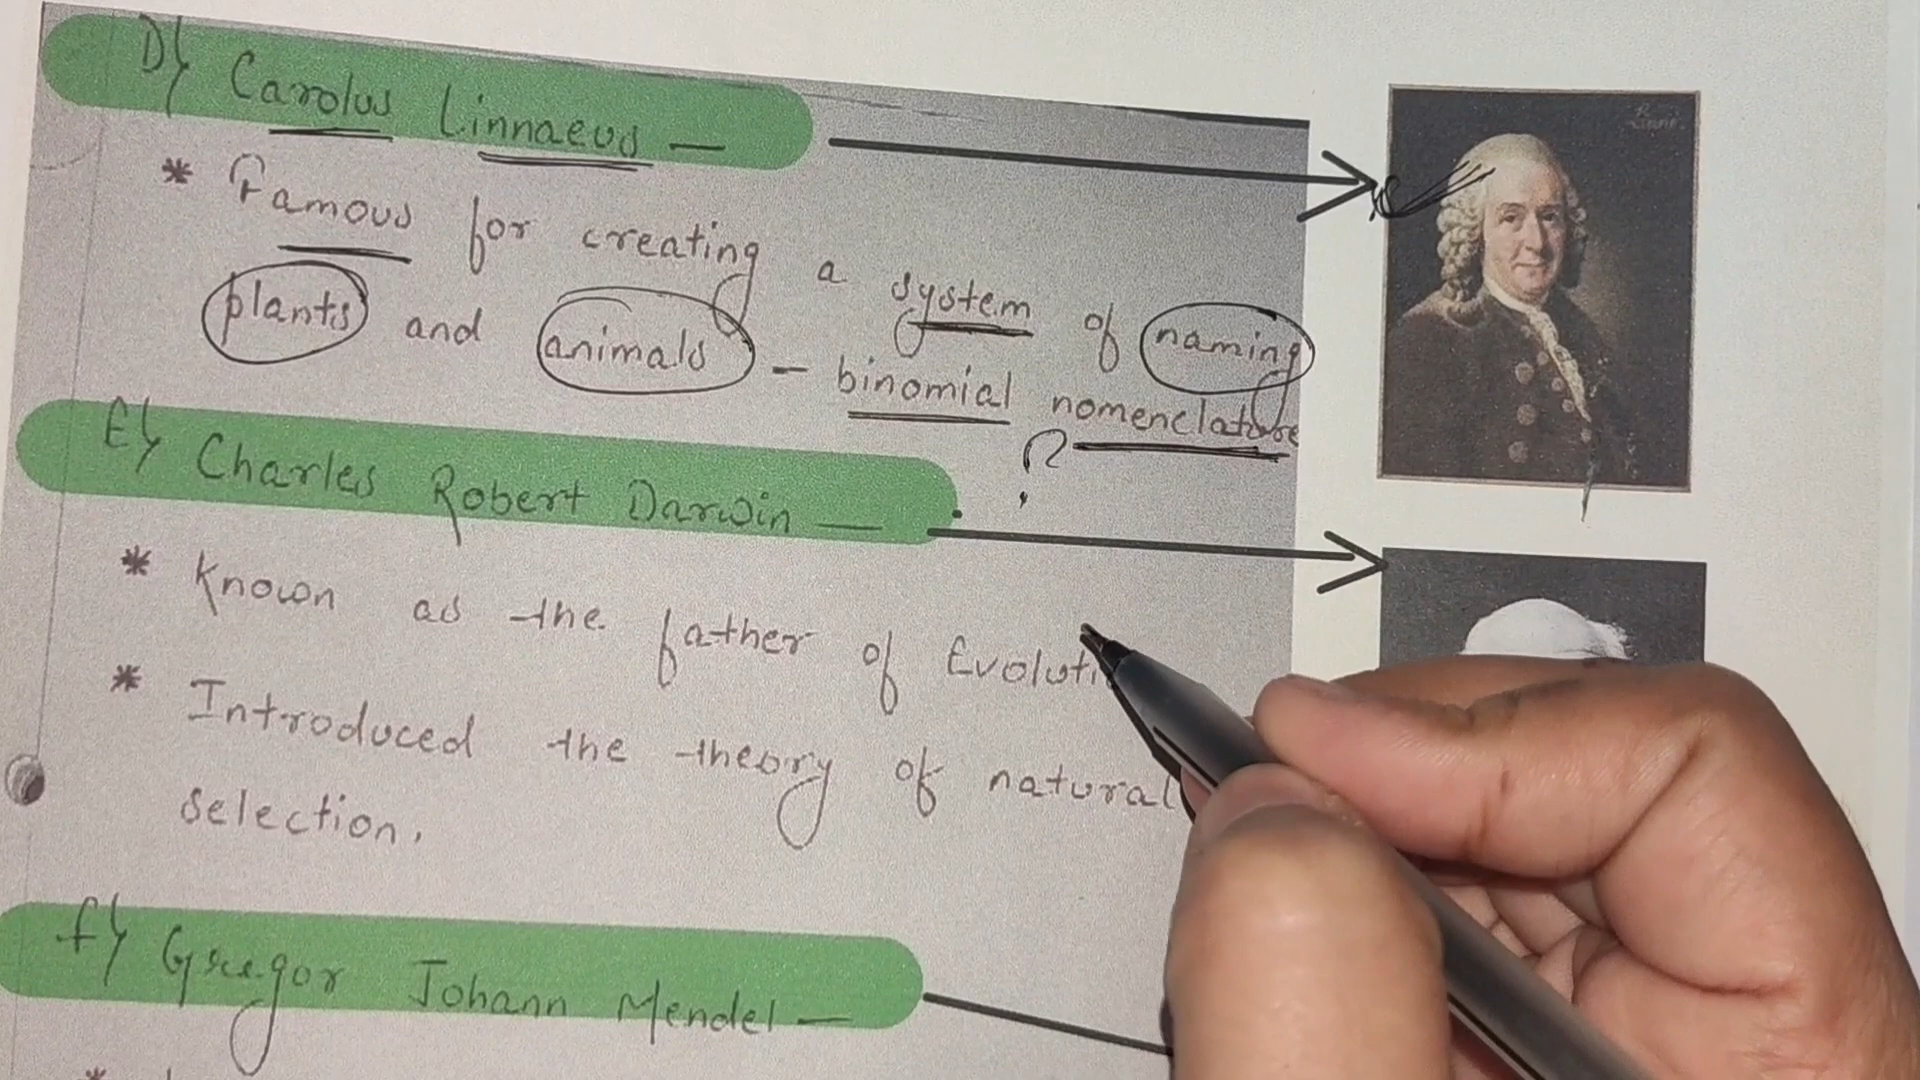 D) Carolus Linnaeus —
* Famous for creating a system of naming
plants and animals – binomial nomenclature
E) Charles Robert Darwin —
* Known as the father of
* Introduced the theory of natural
selection.
F) Gregor Johann Mendel —